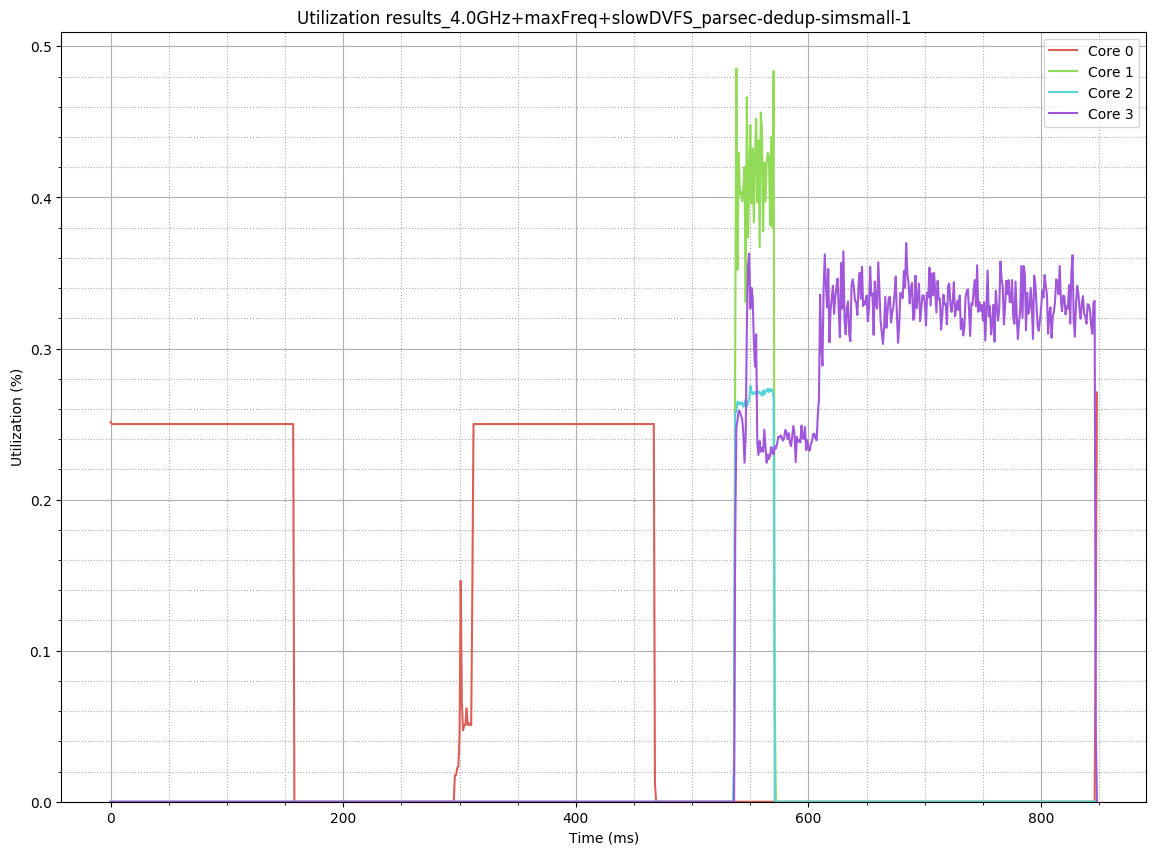 Utilization results_4.0GHz+maxFreq+slowDVFS_parsec-dedup-simsmall-1
Core 0
Core 1
Core 2
Core 3
0.5
0.4
0.3
0.2
0.1
0.0
Utilization (%)
0 200 400 600 800
Time (ms)